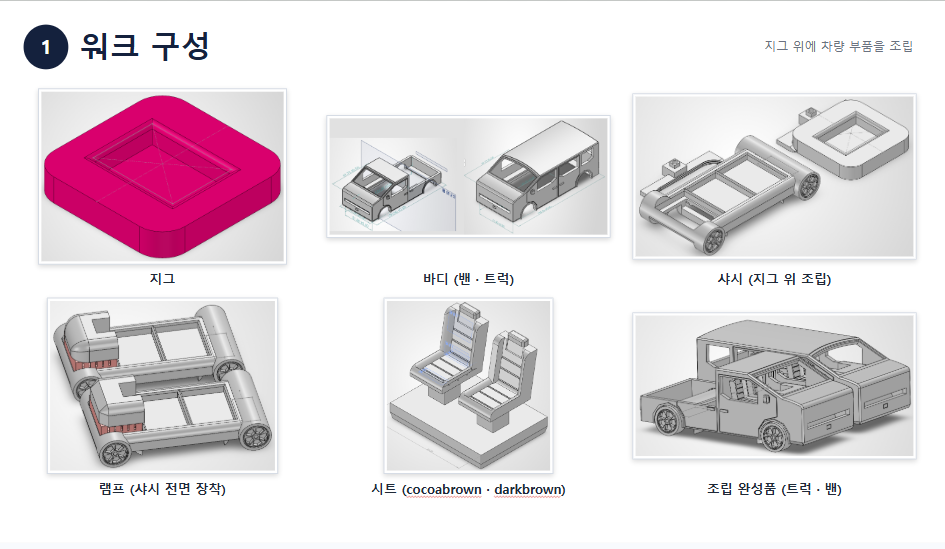 1 워크 구성
지그 위에 차량 부품을 조립
지그
바디 (밴 · 트럭)
샤시 (지그 위 조립)
램프 (샤시 전면 장착)
시트 (cocoabrown · darkbrown)
조립 완성품 (트럭 · 밴)